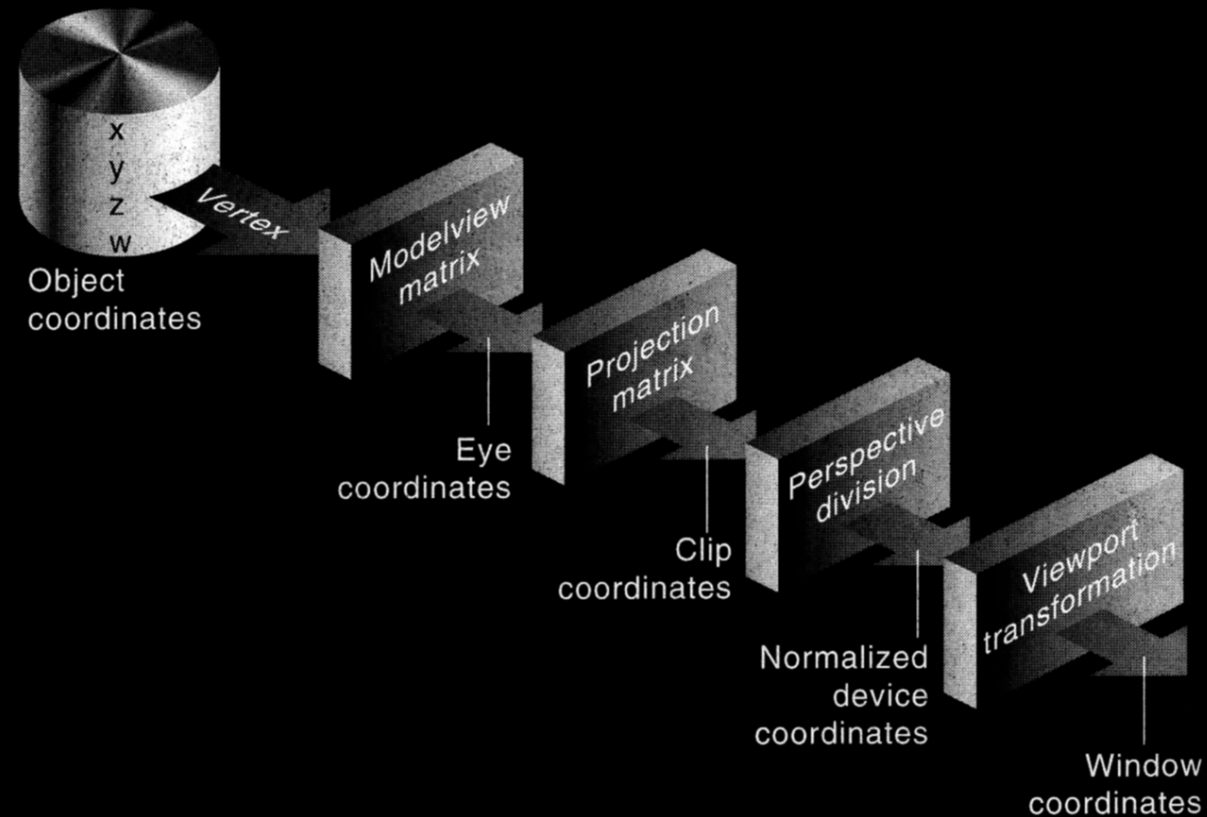 x
y
z
w
Vertex
Object
coordinates
Modelview
matrix
Eye
coordinates
Projection
matrix
Clip
coordinates
Perspective
division
Normalized
device
coordinates
Viewport
transformation
Window
coordinates